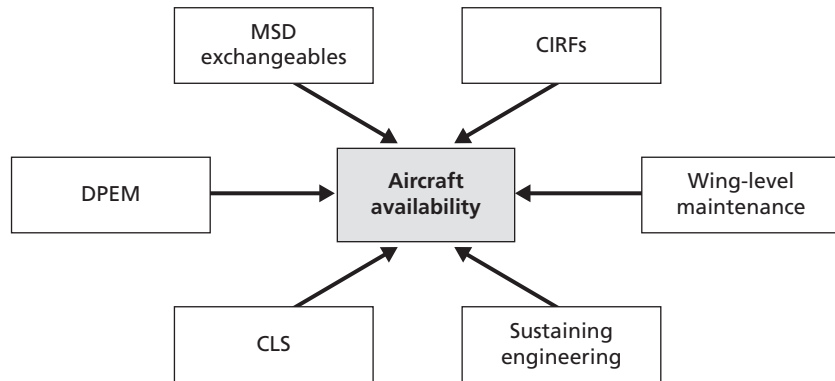 MSD
exchangeables
CIRFs
DPEM
Aircraft
availability
Wing-level
maintenance
CLS
Sustaining
engineering